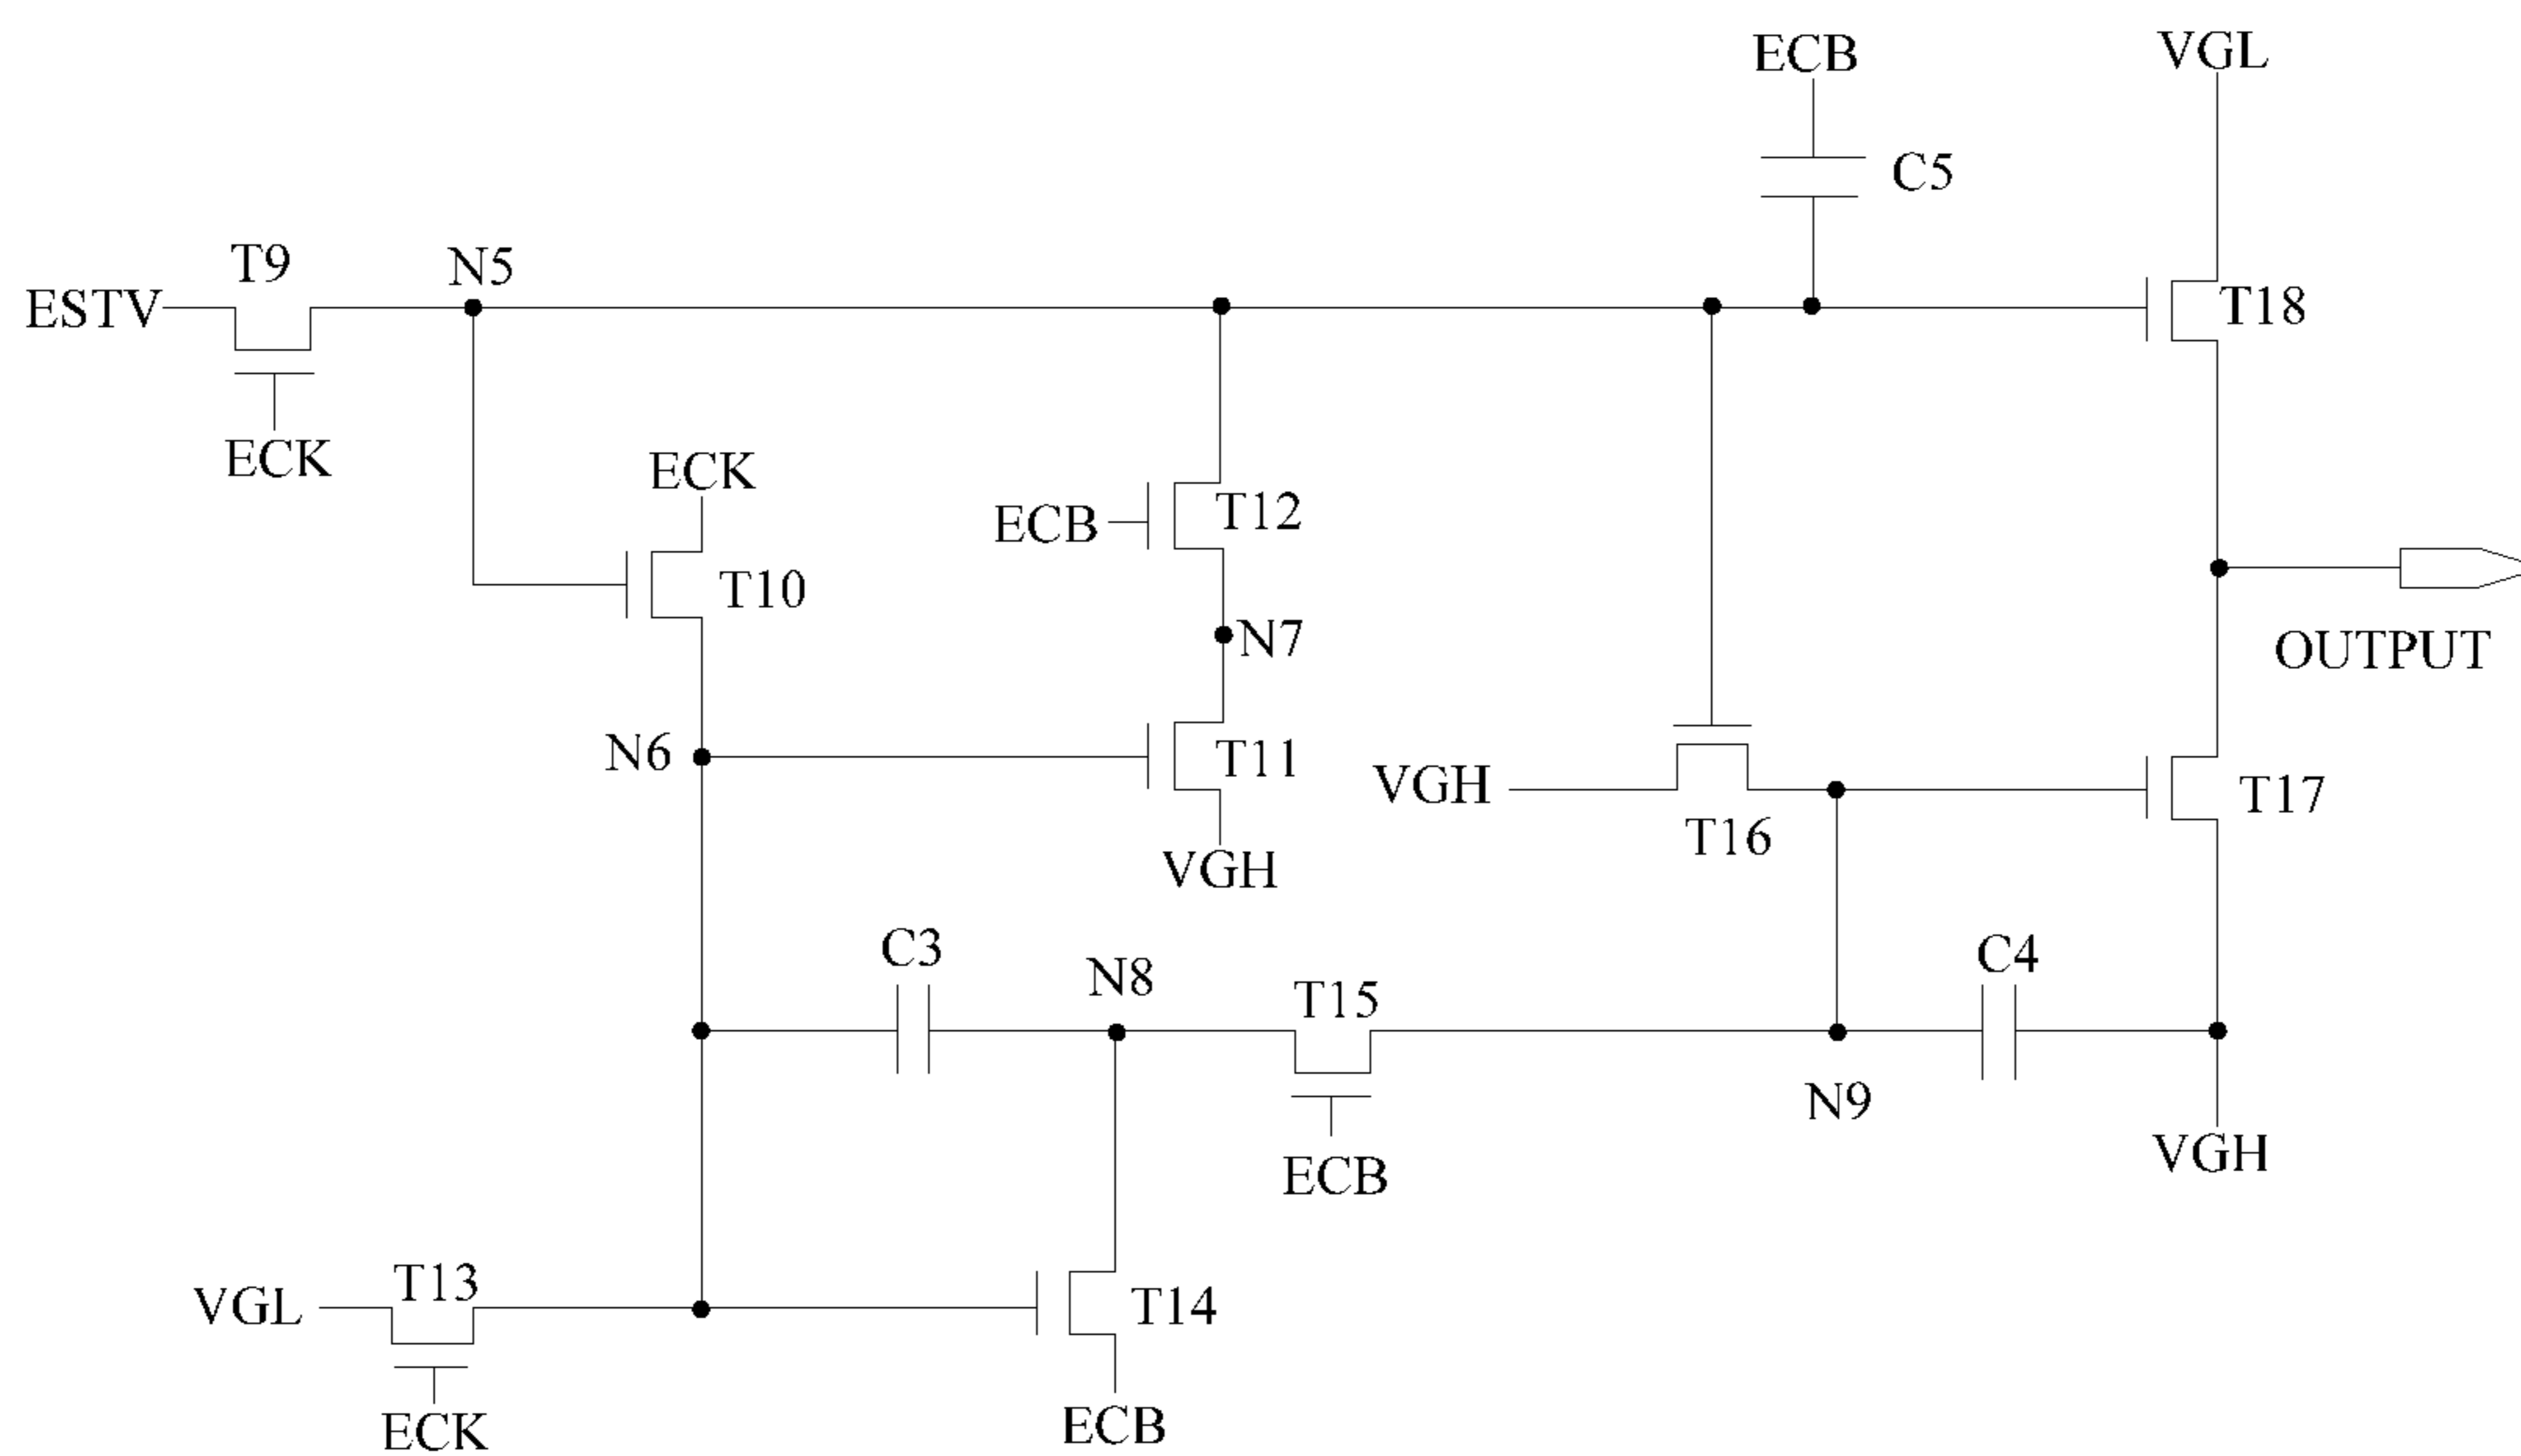 ECB
VGL
C5
T9
N5
ESTV
T18
ECK
ECK
T10
ECB
T12
N7
OUTPUT
N6
T11
VGH
VGH
T16
T17
C3
N8
T15
C4
N9
ECB
VGH
VGL
T13
T14
ECK
ECB